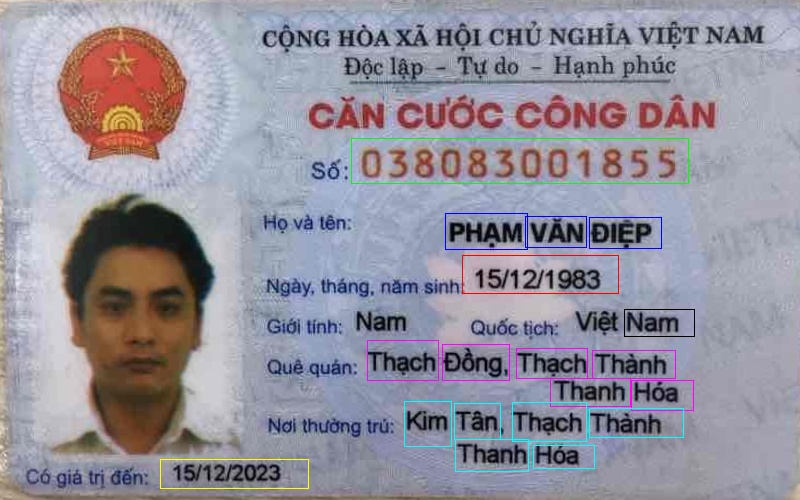 CỘNG HÒA XÃ HỘI CHỦ NGHĨA VIỆT NAM
Độc lập - Tự do - Hạnh phúc
CĂN CƯỚC CÔNG DÂN
Số: 038083001855
Họ và tên: PHẠM VĂN ĐIỆP
Ngày, tháng, năm sinh: 15/12/1983
Giới tính: Nam Quốc tịch: Việt Nam
Quê quán: Thạch Đồng, Thạch Thành
Thanh Hóa
Nơi thường trú: Kim Tân, Thạch Thành
Thanh Hóa
Có giá trị đến: 15/12/2023